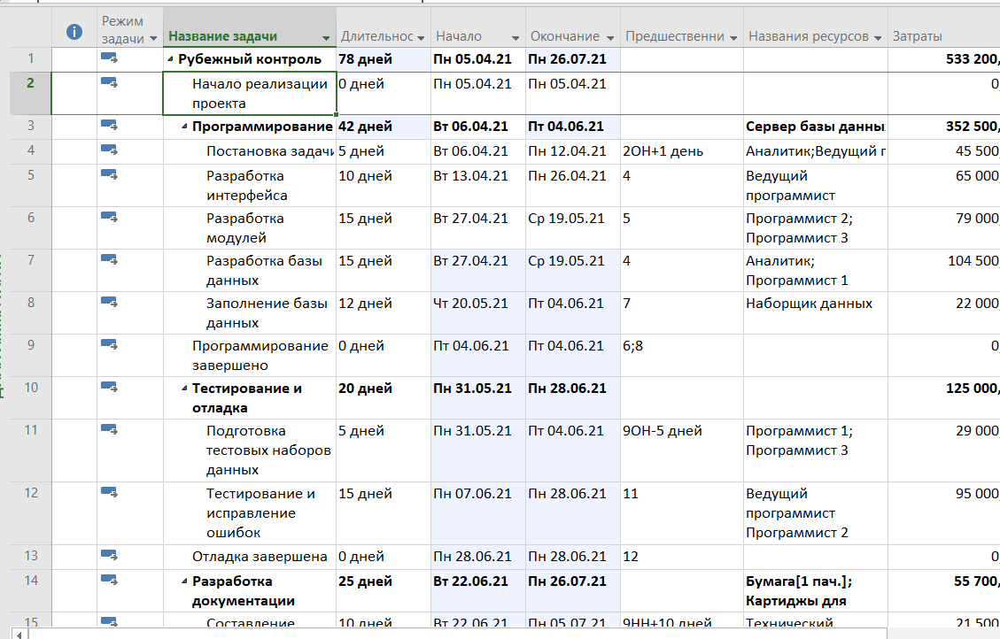 Режим задачи Название задачи Длительнос Начало Окончание Предшественни Названия ресурсов Затраты
1 Рубежный контроль 78 дней Пн 05.04.21 Пн 26.07.21 533 200,
2 Начало реализации проекта 0 дней Пн 05.04.21 Пн 05.04.21 0,
3 Программирование 42 дней Вт 06.04.21 Пт 04.06.21 Сервер базы данны 352 500,
4 Постановка задачи 5 дней Вт 06.04.21 Пн 12.04.21 2ОН+1 день Аналитик;Ведущий п 45 500,
5 Разработка интерфейса 10 дней Вт 13.04.21 Пн 26.04.21 4 Ведущий программист 65 000,
6 Разработка модулей 15 дней Вт 27.04.21 Ср 19.05.21 5 Программист 2; Программист 3 79 000,
7 Разработка базы данных 15 дней Вт 27.04.21 Ср 19.05.21 4 Аналитик; Программист 1 104 500,
8 Заполнение базы данных 12 дней Чт 20.05.21 Пт 04.06.21 7 Наборщик данных 22 000,
9 Программирование завершено 0 дней Пт 04.06.21 Пт 04.06.21 6;8 0,
10 Тестирование и отладка 20 дней Пн 31.05.21 Пн 28.06.21 125 000,
11 Подготовка тестовых наборов данных 5 дней Пн 31.05.21 Пт 04.06.21 9ОН-5 дней Программист 1; Программист 3 29 000,
12 Тестирование и исправление ошибок 15 дней Пн 07.06.21 Пн 28.06.21 11 Ведущий программист Программист 2 95 000,
13 Отладка завершена 0 дней Пн 28.06.21 Пн 28.06.21 12 0,
14 Разработка документации 25 дней Вт 22.06.21 Пн 26.07.21 Бумага[1 пач.]; Картиджы для 55 700,
15 Составление 10 дней Вт 22.06.21 Пн 05.07.21 9НН+10 дней Технический 21 500